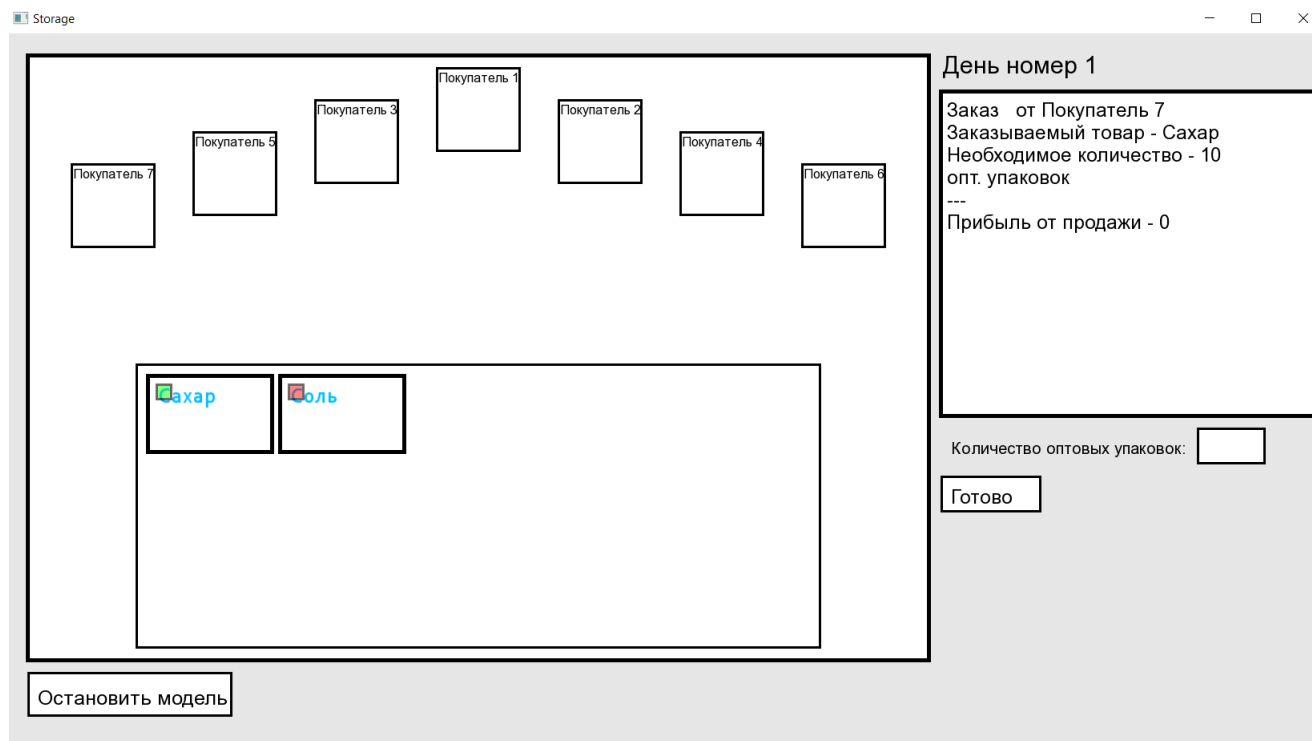 Storage
День номер 1
Покупатель 1
Покупатель 3
Покупатель 2
Покупатель 5
Покупатель 4
Покупатель 7
Покупатель 6
Заказ   от Покупатель 7
Заказываемый товар - Сахар
Необходимое количество - 10
опт. упаковок
---
Прибыль от продажи - 0
Сахар
Соль
Количество оптовых упаковок:
Готово
Остановить модель